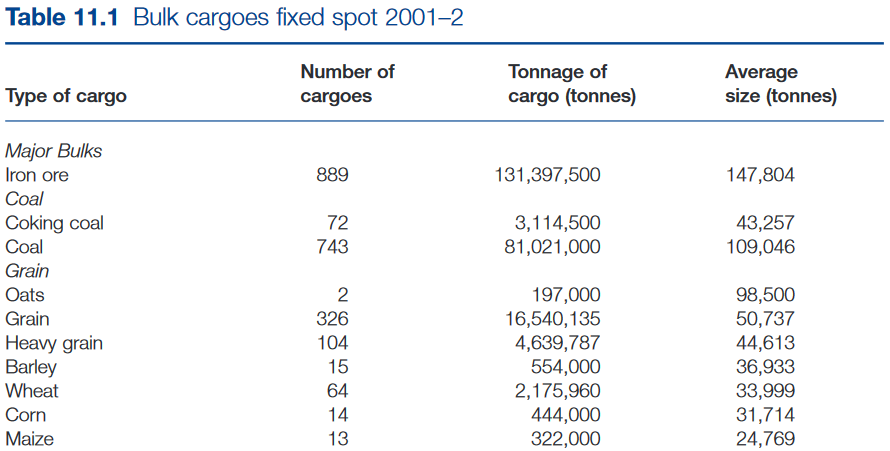 Table 11.1 Bulk cargoes fixed spot 2001–2
Number of Tonnage of Average
Type of cargo cargoes cargo (tonnes) size (tonnes)
Major Bulks
Iron ore 889 131,397,500 147,804
Coal
Coking coal 72 3,114,500 43,257
Coal 743 81,021,000 109,046
Grain
Oats 2 197,000 98,500
Grain 326 16,540,135 50,737
Heavy grain 104 4,639,787 44,613
Barley 15 554,000 36,933
Wheat 64 2,175,960 33,999
Corn 14 444,000 31,714
Maize 13 322,000 24,769